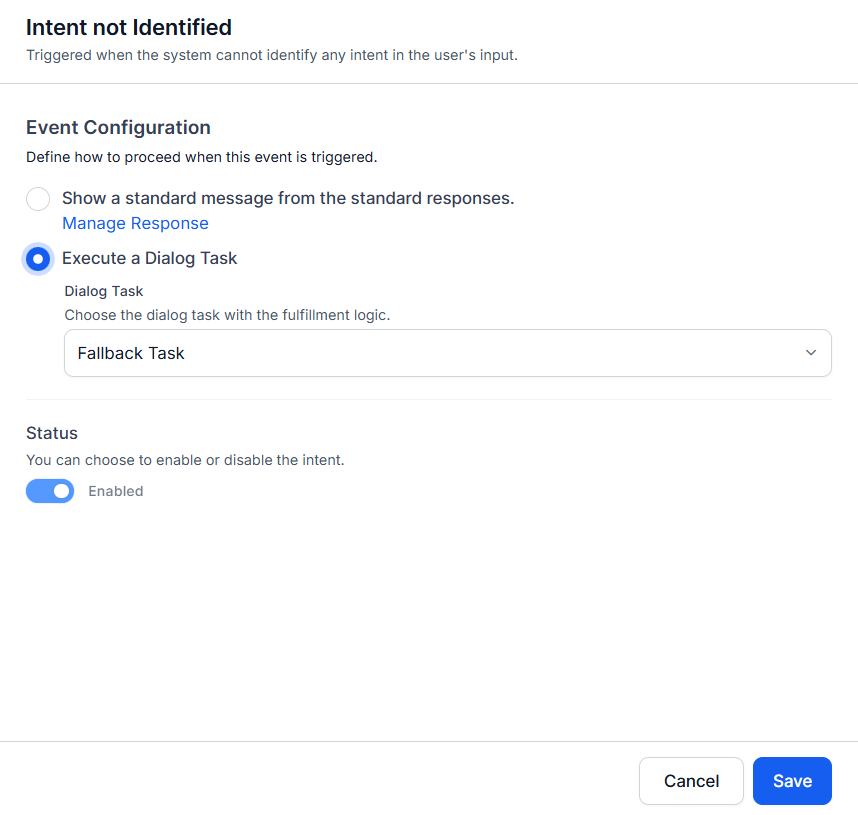 Intent not Identified
Triggered when the system cannot identify any intent in the user's input.
Event Configuration
Define how to proceed when this event is triggered.
Show a standard message from the standard responses.
Manage Response
Execute a Dialog Task
Dialog Task
Choose the dialog task with the fulfillment logic.
Fallback Task
Status
You can choose to enable or disable the intent.
Enabled
Cancel
Save